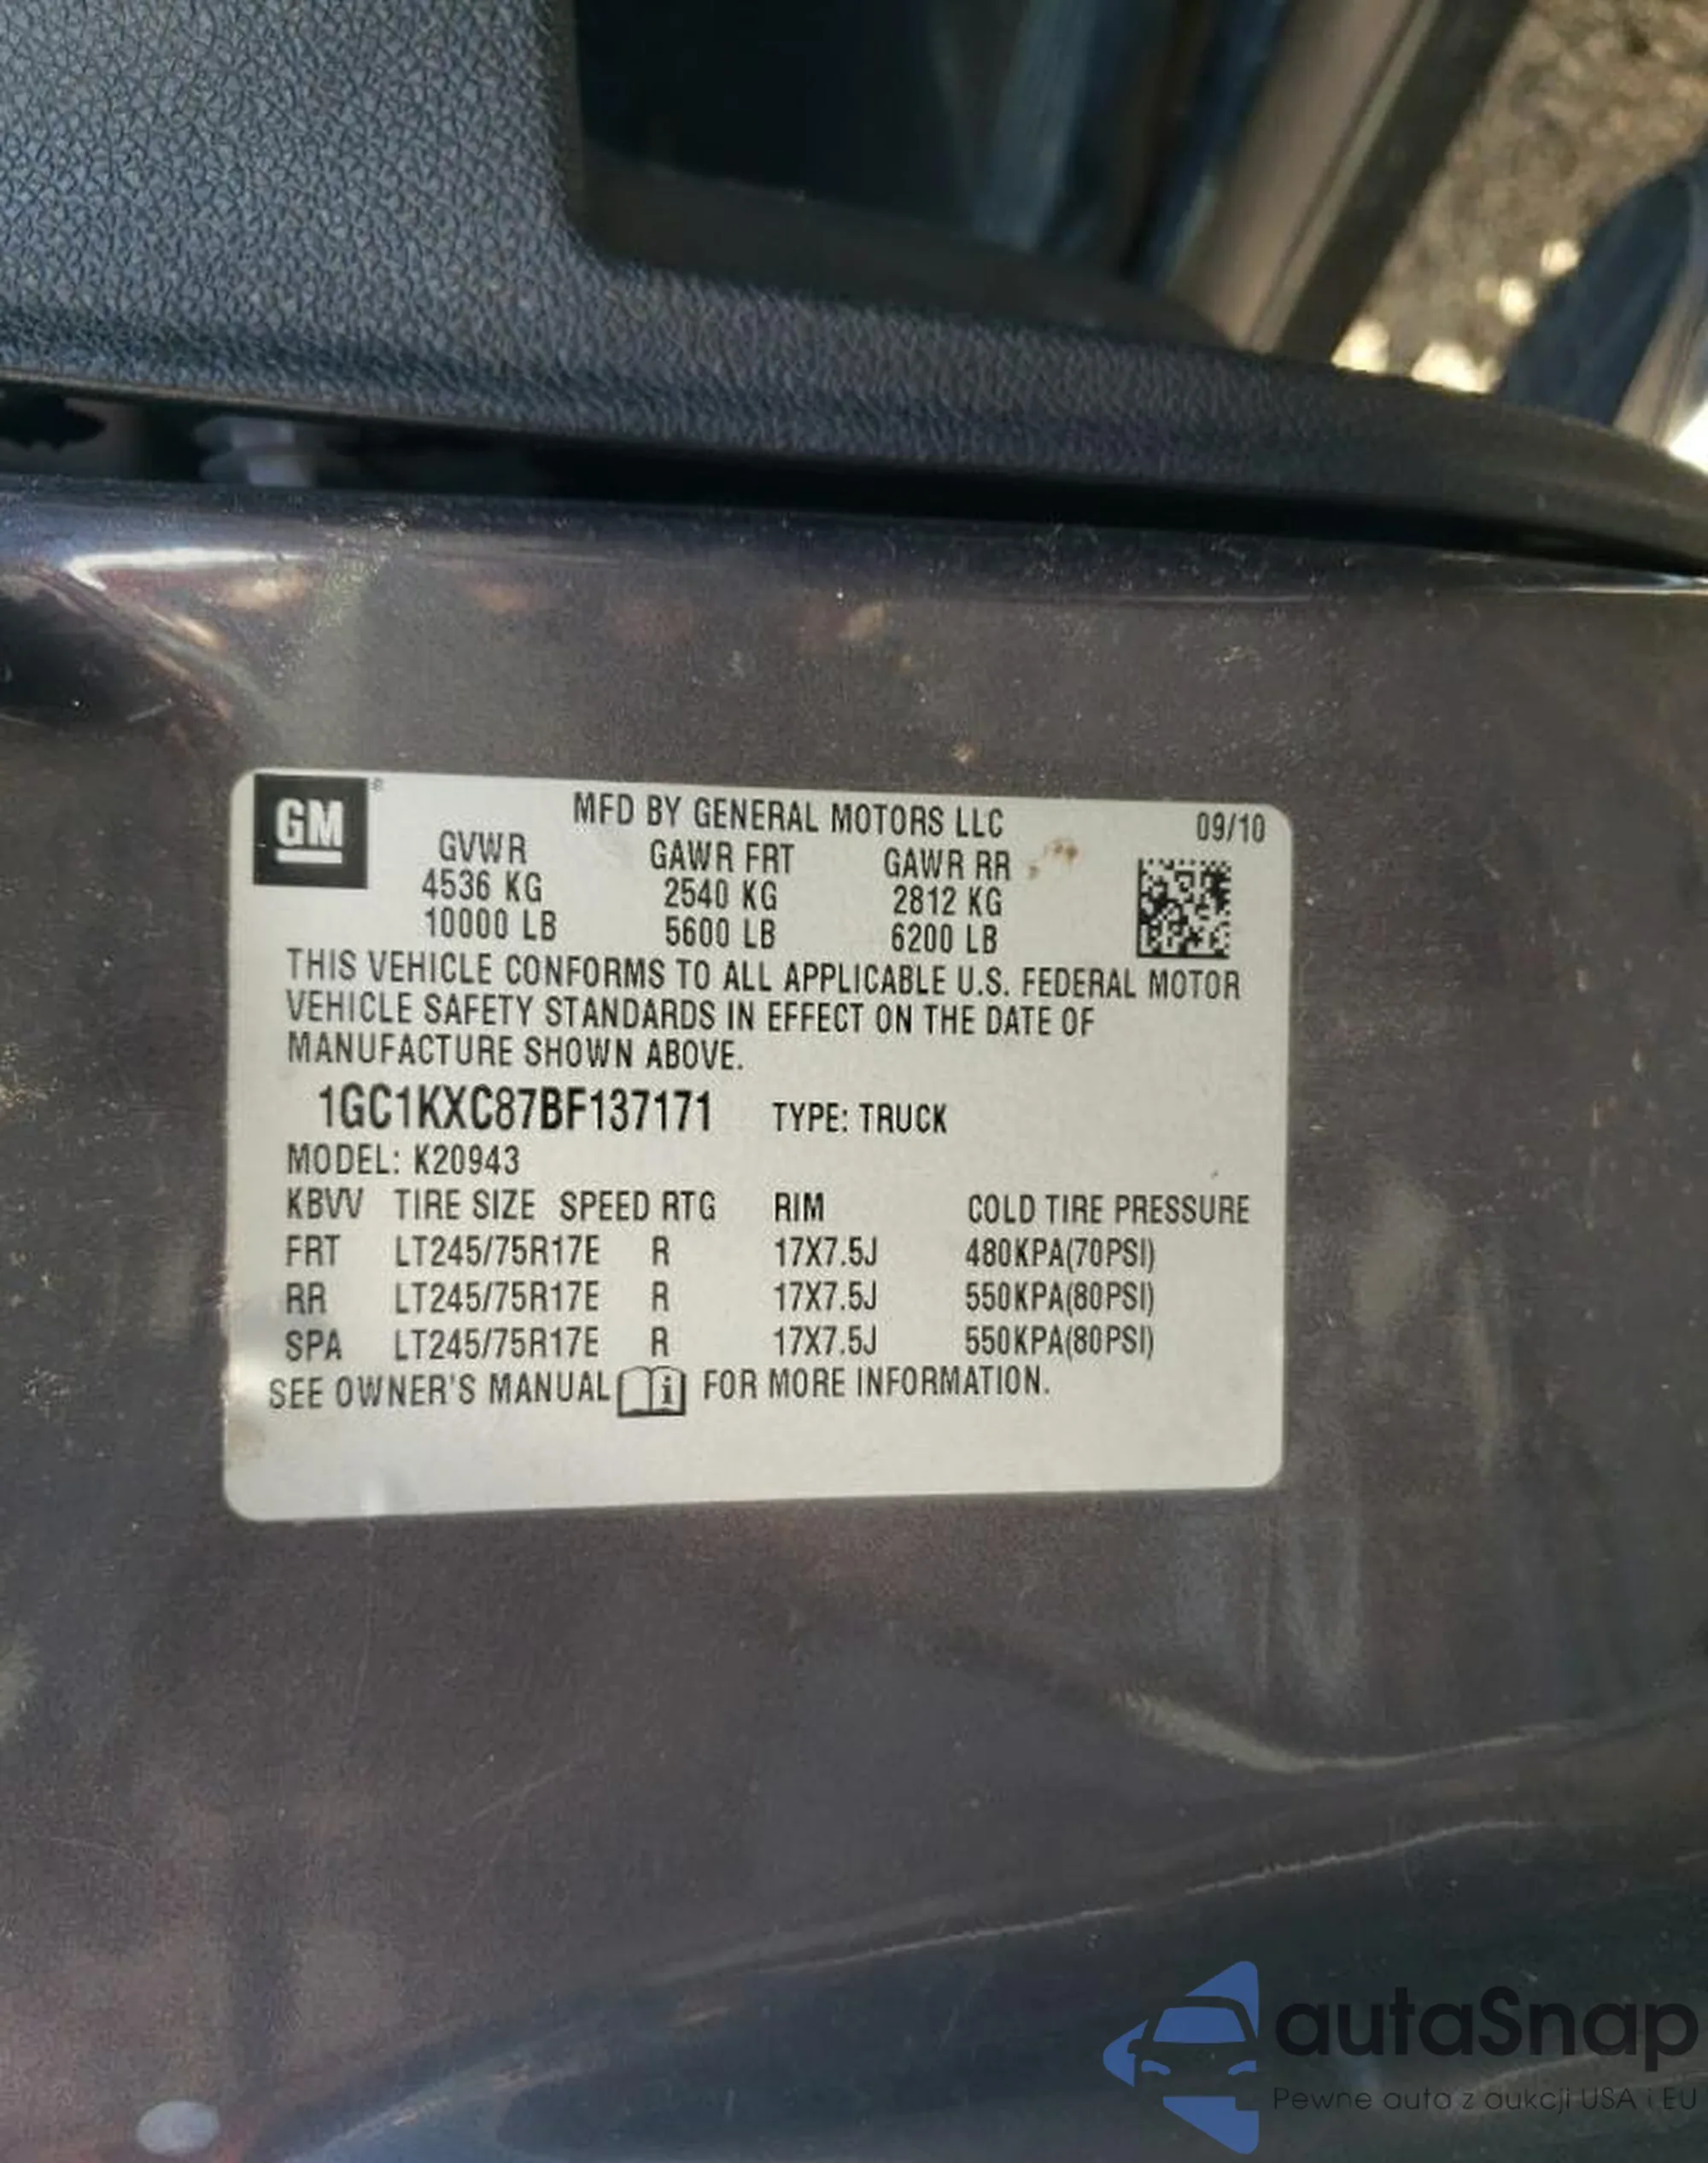 GM®
MFD BY GENERAL MOTORS LLC 09/10
GVWR GAWR FRT GAWR RR
4536 KG 2540 KG 2812 KG
10000 LB 5600 LB 6200 LB
THIS VEHICLE CONFORMS TO ALL APPLICABLE U.S. FEDERAL MOTOR
VEHICLE SAFETY STANDARDS IN EFFECT ON THE DATE OF
MANUFACTURE SHOWN ABOVE.
1GC1KXC87BF137171 TYPE: TRUCK
MODEL: K20943
KBVV TIRE SIZE SPEED RTG RIM COLD TIRE PRESSURE
FRT LT245/75R17E R 17X7.5J 480KPA(70PSI)
RR LT245/75R17E R 17X7.5J 550KPA(80PSI)
SPA LT245/75R17E R 17X7.5J 550KPA(80PSI)
SEE OWNER'S MANUAL i FOR MORE INFORMATION.
autaSnap
Pewne auta z aukcji USA i EU